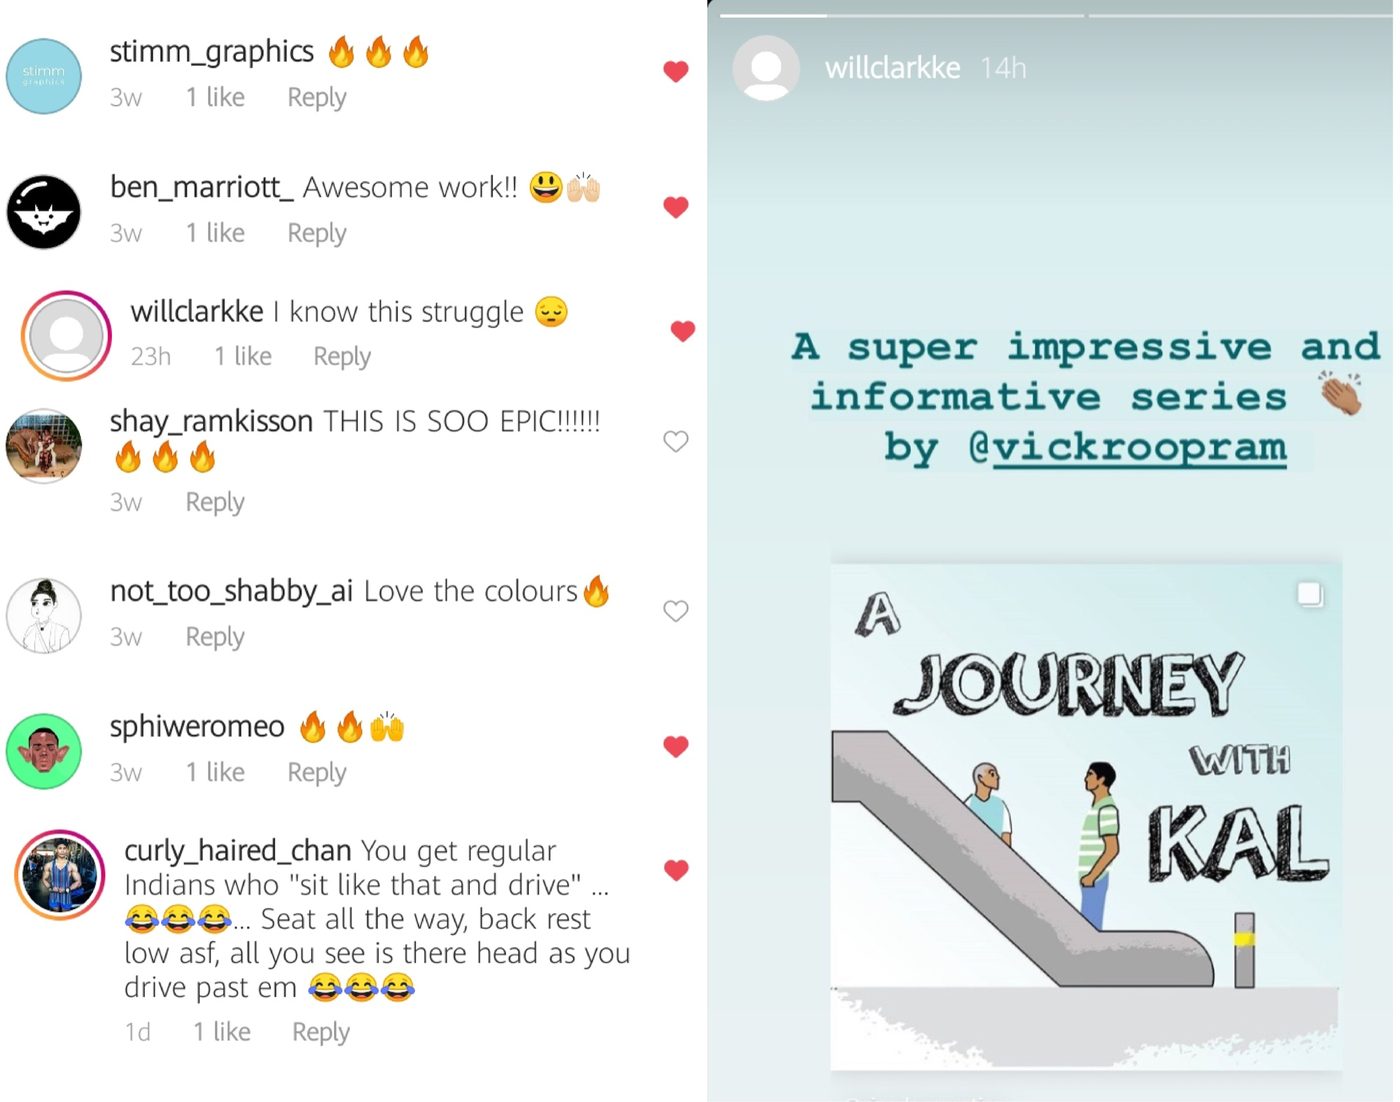 stimm
graphics
stimm_graphics 🔥🔥🔥
3w 1 like Reply
ben_marriott_ Awesome work!! 😃🙌🏻
3w 1 like Reply
willclarkke I know this struggle 😔
23h 1 like Reply
shay_ramkisson THIS IS SOO EPIC!!!!!!
🔥🔥🔥
3w Reply
not_too_shabby_ai Love the colours🔥
3w Reply
sphiweromeo 🔥🔥🙌
3w 1 like Reply
curly_haired_chan You get regular
Indians who "sit like that and drive" ...
😂😂😂... Seat all the way, back rest
low asf, all you see is there head as you
drive past em 😂😂😂
1d 1 like Reply
willclarkke 14h
A super impressive and
informative series 👏🏽
by @vickroopram
A
JOURNEY
WITH
KAL